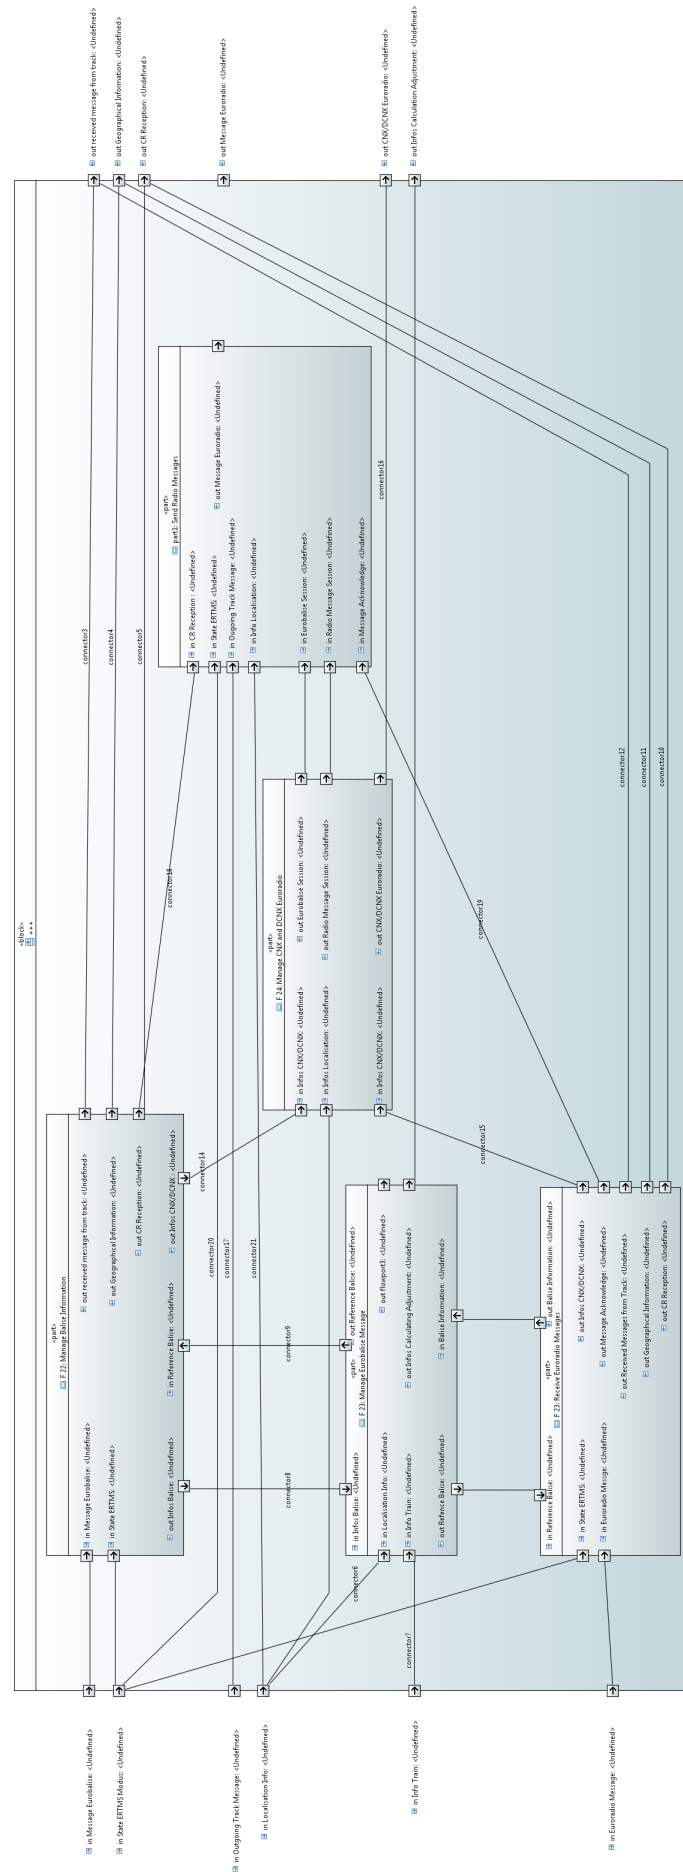 «block»
***
in Message Eurobalise: <Undefined>
in State ERTMS Modus: <Undefined>
in Outgoing Track Message: <Undefined>
in Localisation Info: <Undefined>
in Info Train: <Undefined>
in Euroradio Message: <Undefined>
«part»
F 22: Manage Balise Information
in Message Eurobalise: <Undefined>
in State ERTMS: <Undefined>
out Infos Balise: <Undefined>
in Reference Balise: <Undefined>
out received message from track: <Undefined>
out Geographical Information: <Undefined>
out CR Reception: <Undefined>
out Infos CNX/DCNX : <Undefined>
in Infos Balise: <Undefined>
out Reference Balise: <Undefined>
«part»
F 23: Manage Eurobalise Message
in Localisation Info: <Undefined>
in Info Train: <Undefined>
out Refence Balise: <Undefined>
out flowport3: <Undefined>
out Infos Calculating Adjustment: <Undefined>
in Balise Information: <Undefined>
in Reference Balise: <Undefined>
out Balise Information: <Undefined>
«part»
F 23: Receive Euroradio Messages
in State ERTMS: <Undefined>
in Euroradio Messge: <Undefined>
out Infos CNX/DCNX: <Undefined>
out Message Acknowledge: <Undefined>
out Received Messages from Track: <Undefined>
out Geographical Information: <Undefined>
out CR Reception: <Undefined>
«part»
F 24: Manage CNX and DCNX Euroradio
in Infos CNX/DCNX: <Undefined>
in Infos Localisation: <Undefined>
in Infos CNX/DCNX: <Undefined>
out Eurobalise Session: <Undefined>
out Radio Message Session: <Undefined>
out CNX/DCNX Euroradio: <Undefined>
«part»
part1: Send Radio Messages
in CR Reception : <Undefined>
in State ERTMS: <Undefined>
in Outgoing Track Message: <Undefined>
in Info Localisation: <Undefined>
in Eurobalise Session: <Undefined>
in Radio Message Session: <Undefined>
in Message Acknowledge: <Undefined>
out Message Euroradio: <Undefined>
connector3
connector4
connector5
connector18
connector14
connector20
connector17
connector21
connector9
connector8
connector6
connector7
connector15
connector19
connector16
connector12
connector11
connector10
out received message from track: <Undefined>
out Geographical Information: <Undefined>
out CR Reception: <Undefined>
out Message Euroradio: <Undefined>
out CNX/DCNX Euroradio: <Undefined>
out Infos Calculation Adjustment: <Undefined>